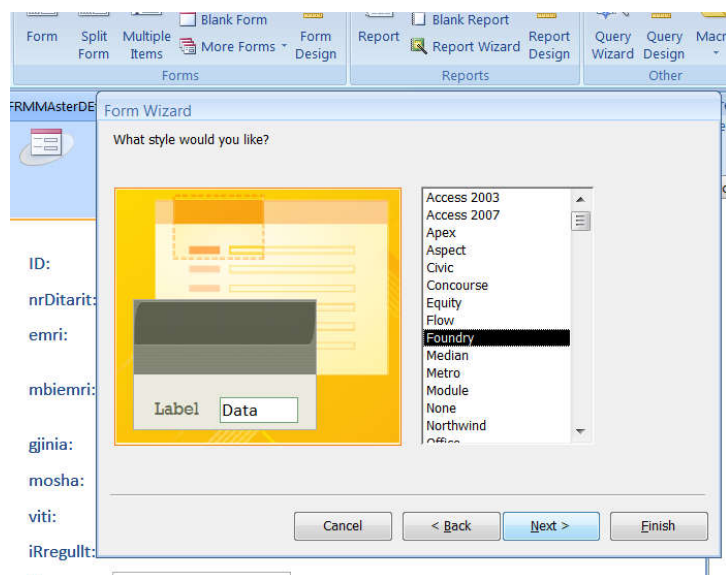 Blank Form
Blank Report
Form
Split
Form
Multiple
Items
More Forms
Form
Design
Report
Report Wizard
Report
Design
Query
Wizard
Query
Design
Forms
Reports
Other
Form Wizard
What style would you like?
Access 2003
Access 2007
Apex
Aspect
Civic
Concourse
Equity
Flow
Foundry
Median
Metro
Module
None
Northwind
Office
Label Data
ID:
nrDitarit:
emri:
mbiemri:
gjinia:
mosha:
viti:
iRregullt:
Cancel
< Back
Next >
Finish